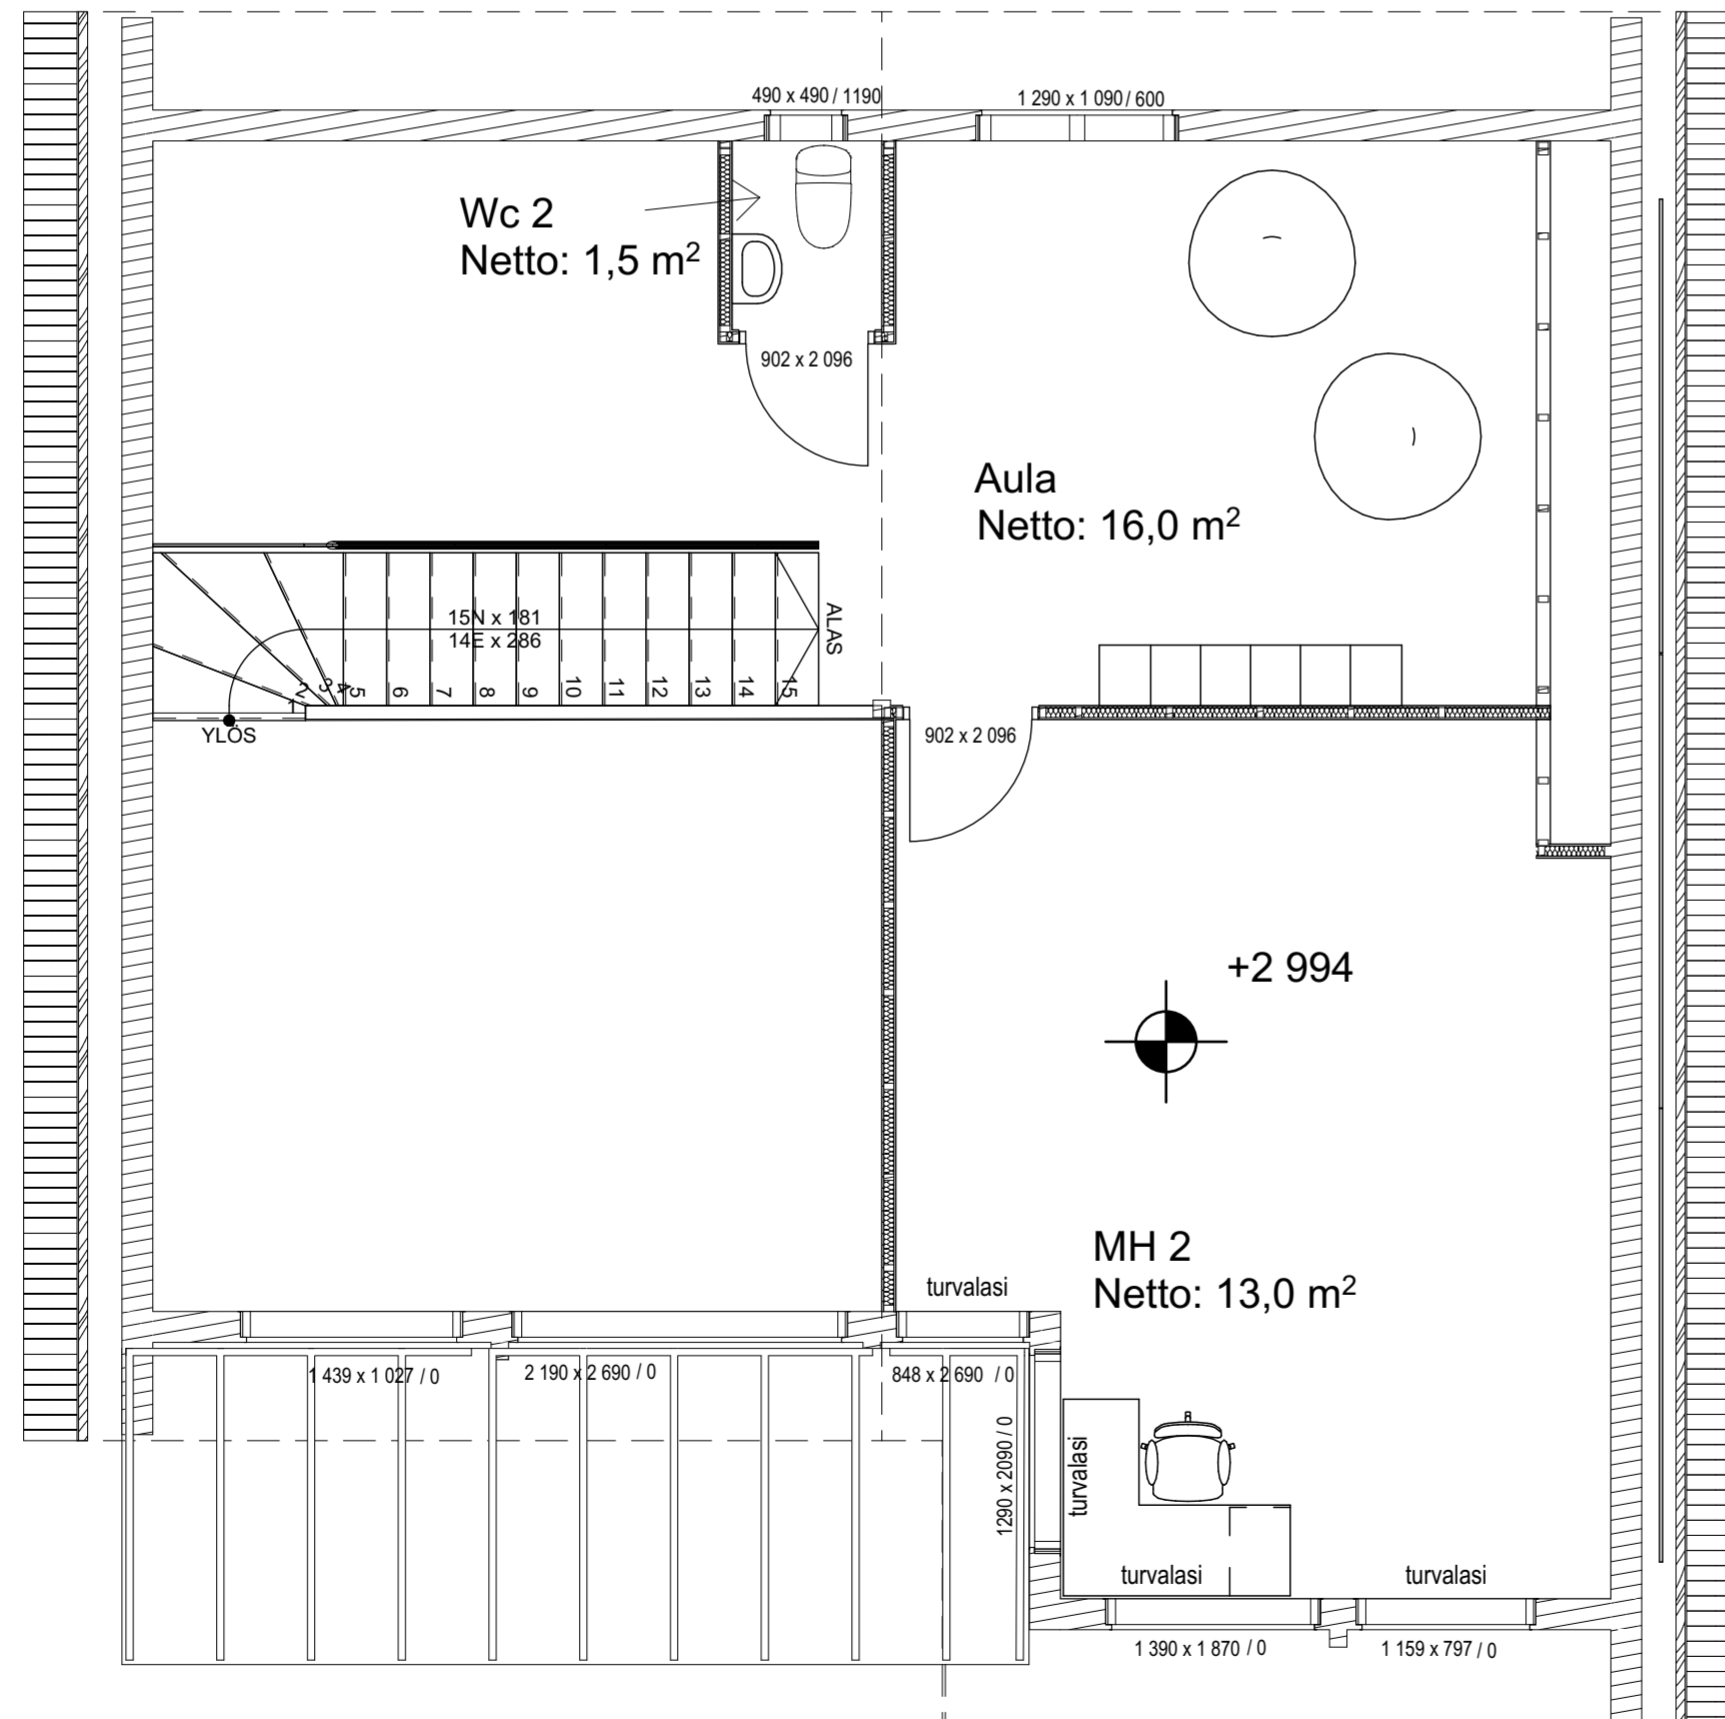 490 x 490 / 1190
1 290 x 1 090 / 600
Wc 2
Netto: 1,5 m²
902 x 2 096
Aula
Netto: 16,0 m²
15N x 181
14E x 286
ALAS
1
2
3
4
5
6
7
8
9
10
11
12
13
14
15
YLÖS
902 x 2 096
+2 994
MH 2
Netto: 13,0 m²
turvalasi
1 439 x 1 027 / 0
2 190 x 2 690 / 0
848 x 2 690 / 0
1290 x 2090 / 0
turvalasi
turvalasi
turvalasi
1 390 x 1 870 / 0
1 159 x 797 / 0